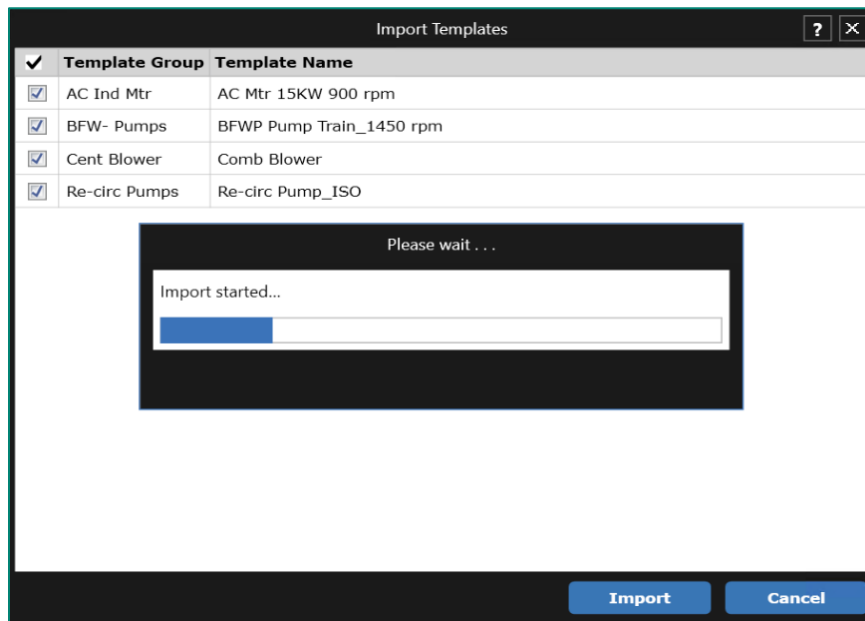 Import Templates ? X
Template Group Template Name
AC Ind Mtr AC Mtr 15KW 900 rpm
BFW- Pumps BFWP Pump Train_1450 rpm
Cent Blower Comb Blower
Re-circ Pumps Re-circ Pump_ISO
Please wait . . .
Import started...
Import Cancel